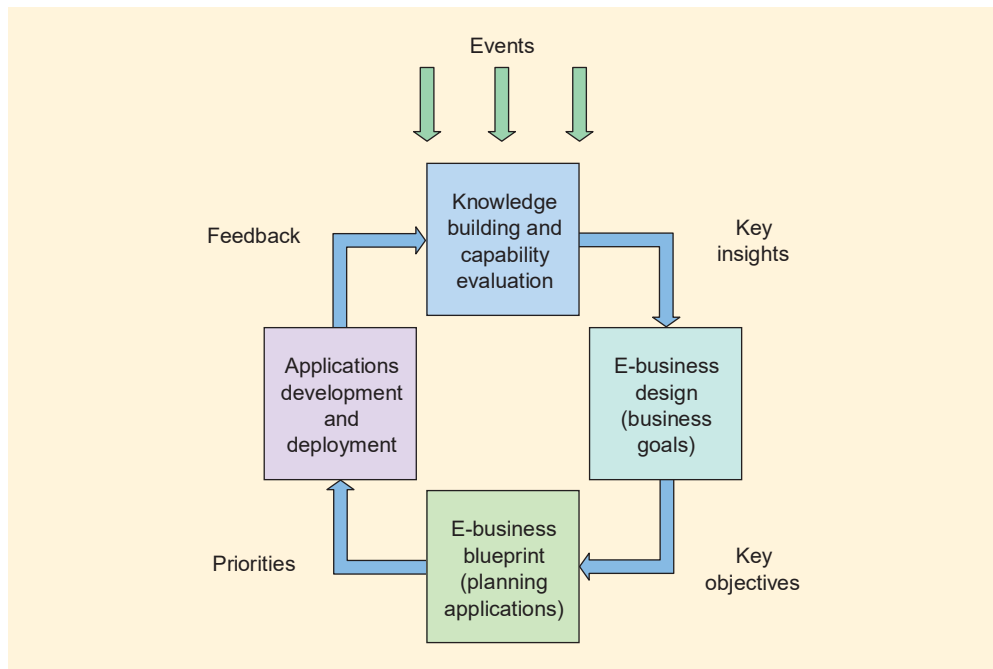 Events
Knowledge
building and
capability
evaluation
Feedback
Key
insights
Applications
development
and
deployment
E-business
design
(business
goals)
E-business
blueprint
(planning
applications)
Priorities
Key
objectives